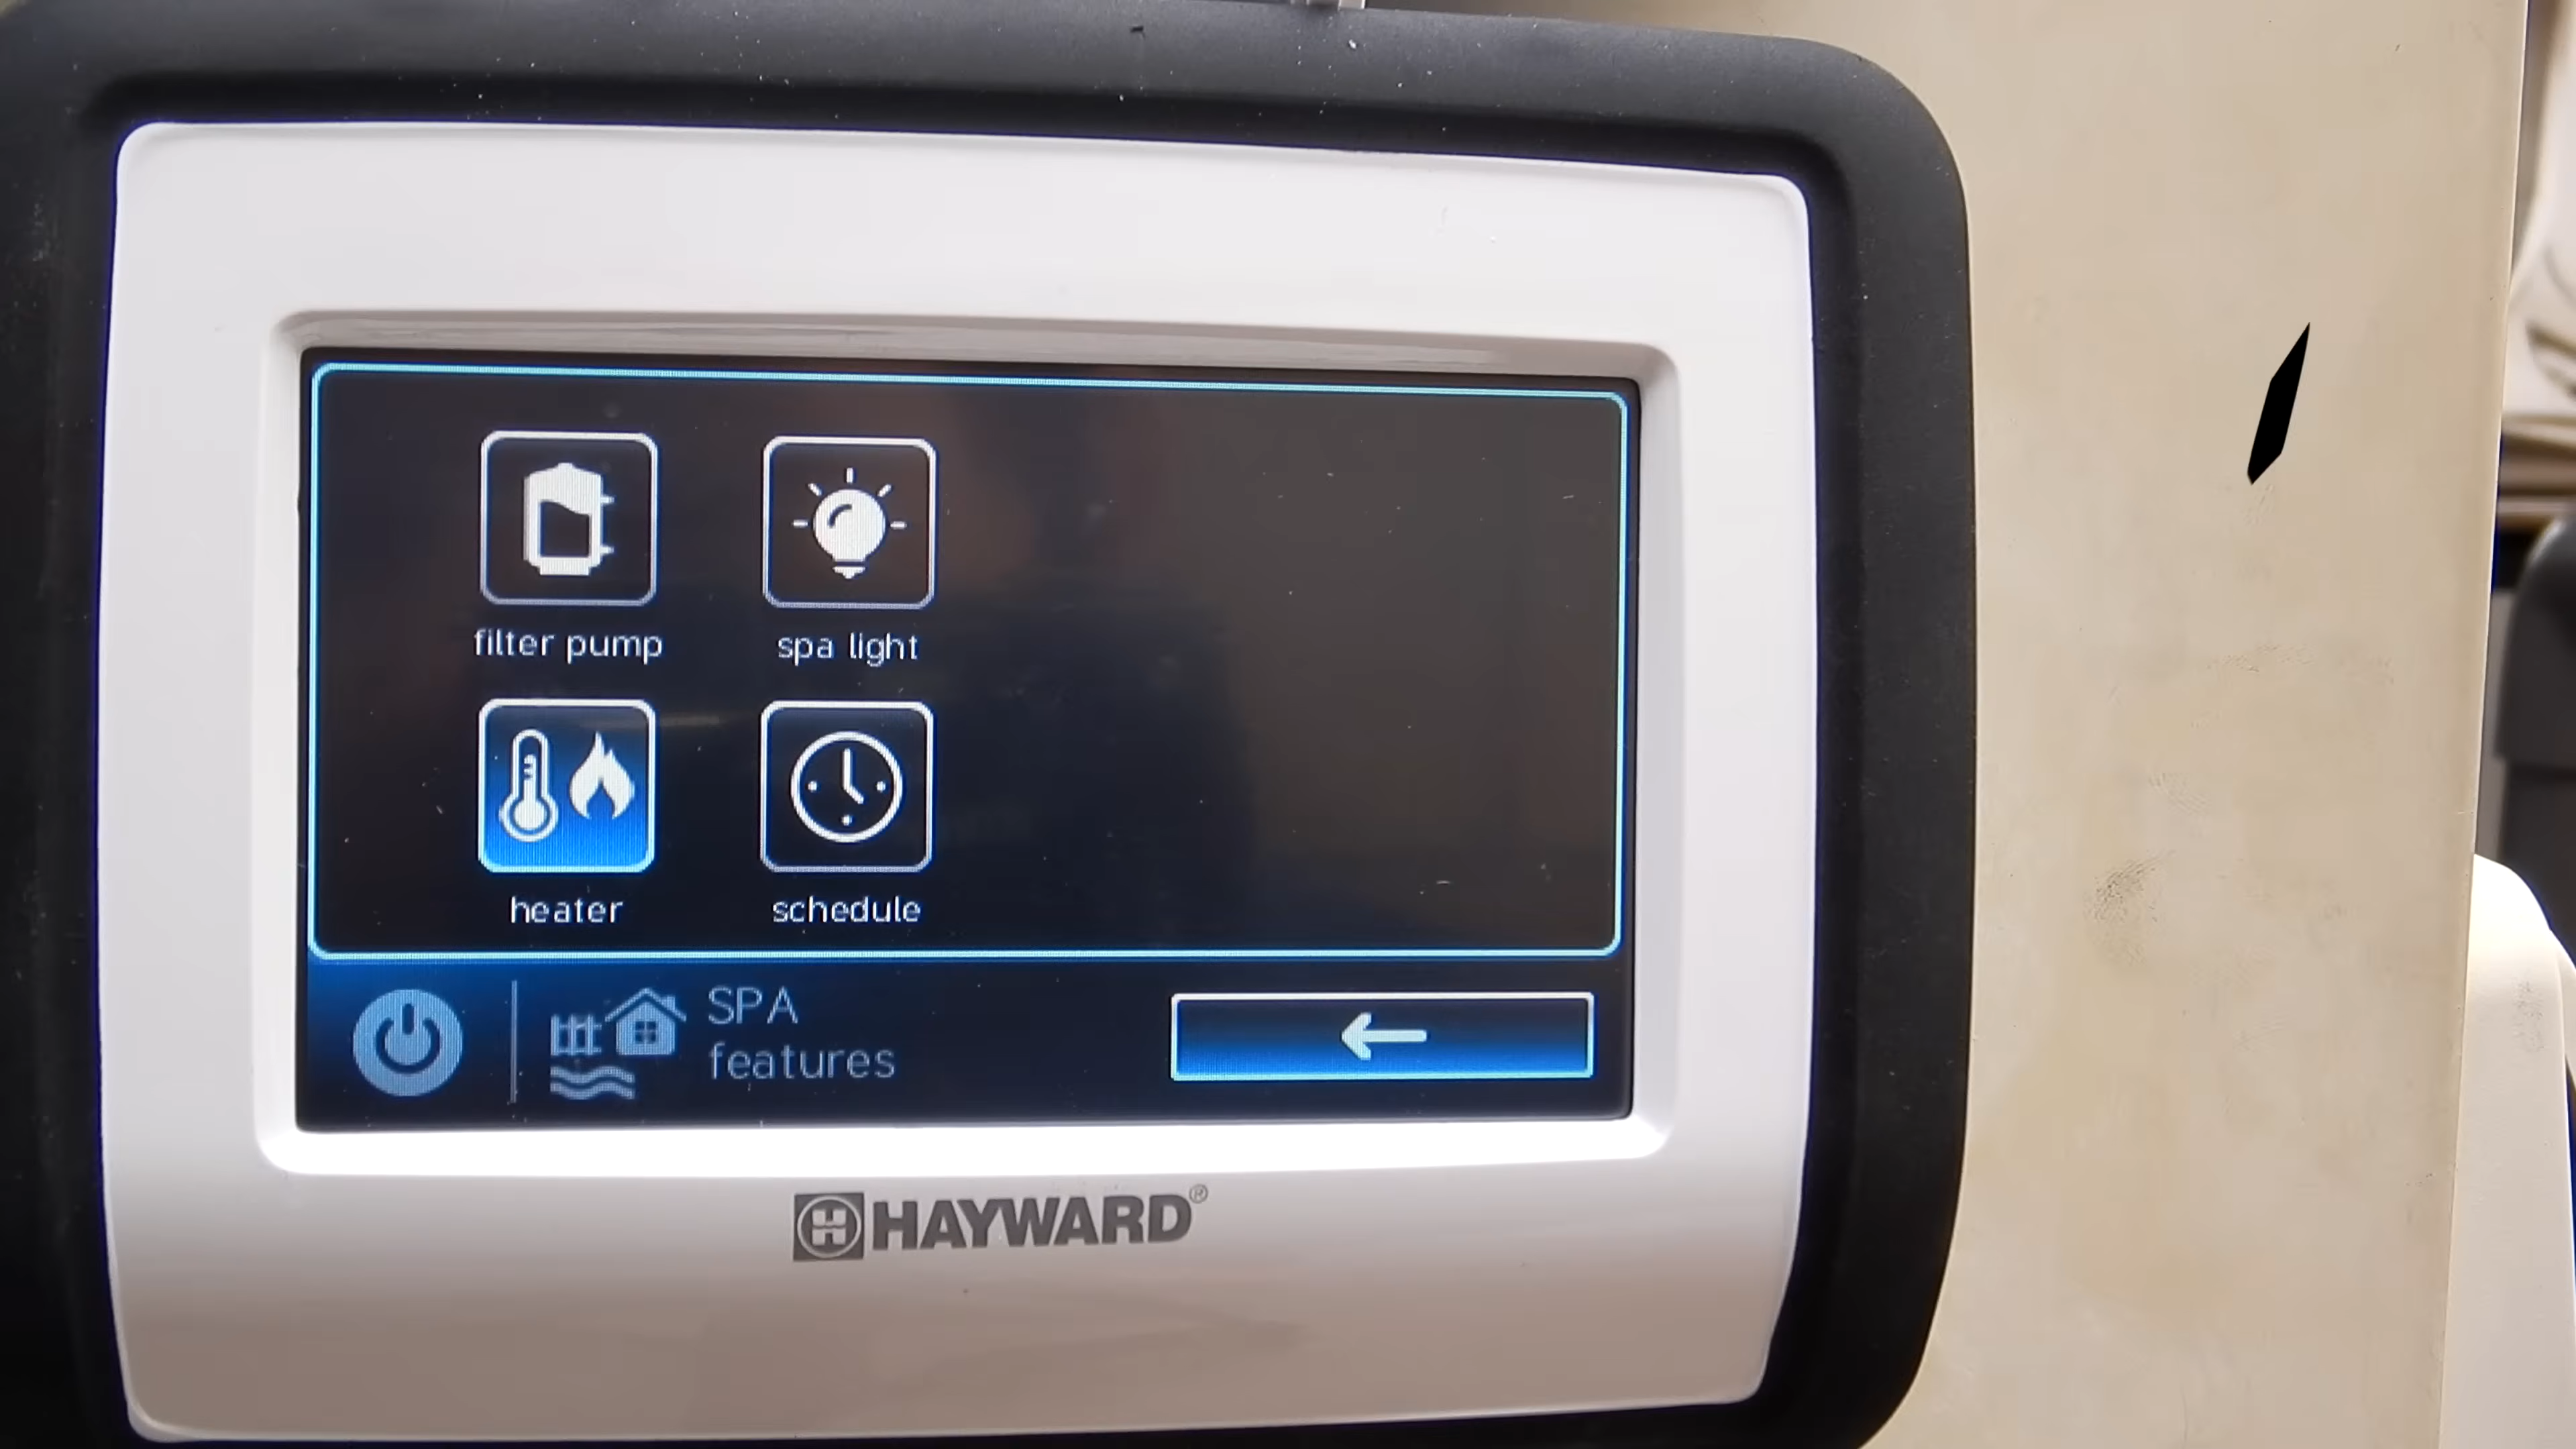 filter pump
spa light
heater
schedule
SPA
features
HAYWARD®